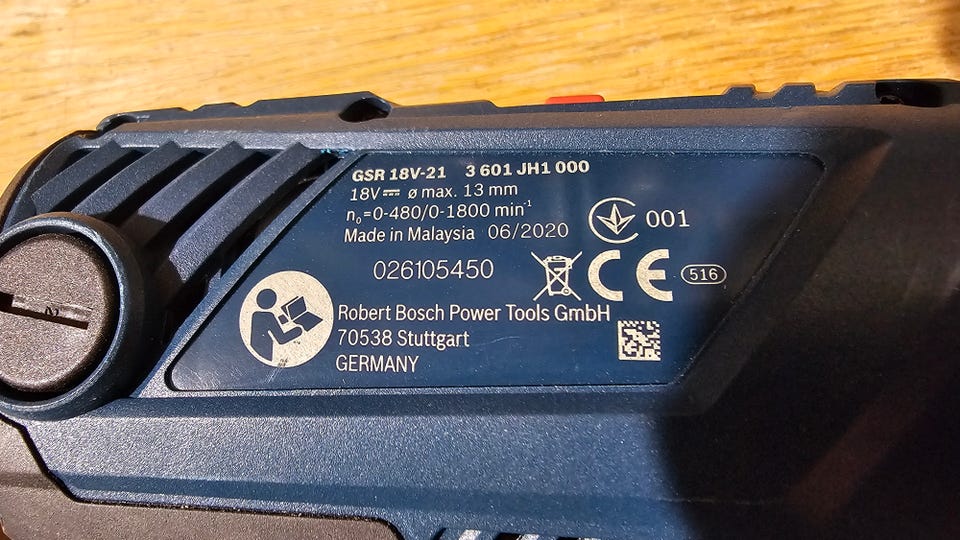 GSR 18V-21 3 601 JH1 000
18V⎓ ø max. 13 mm
n₀=0-480/0-1800 min⁻¹
Made in Malaysia 06/2020
001
026105450
CE 516
Robert Bosch Power Tools GmbH
70538 Stuttgart
GERMANY